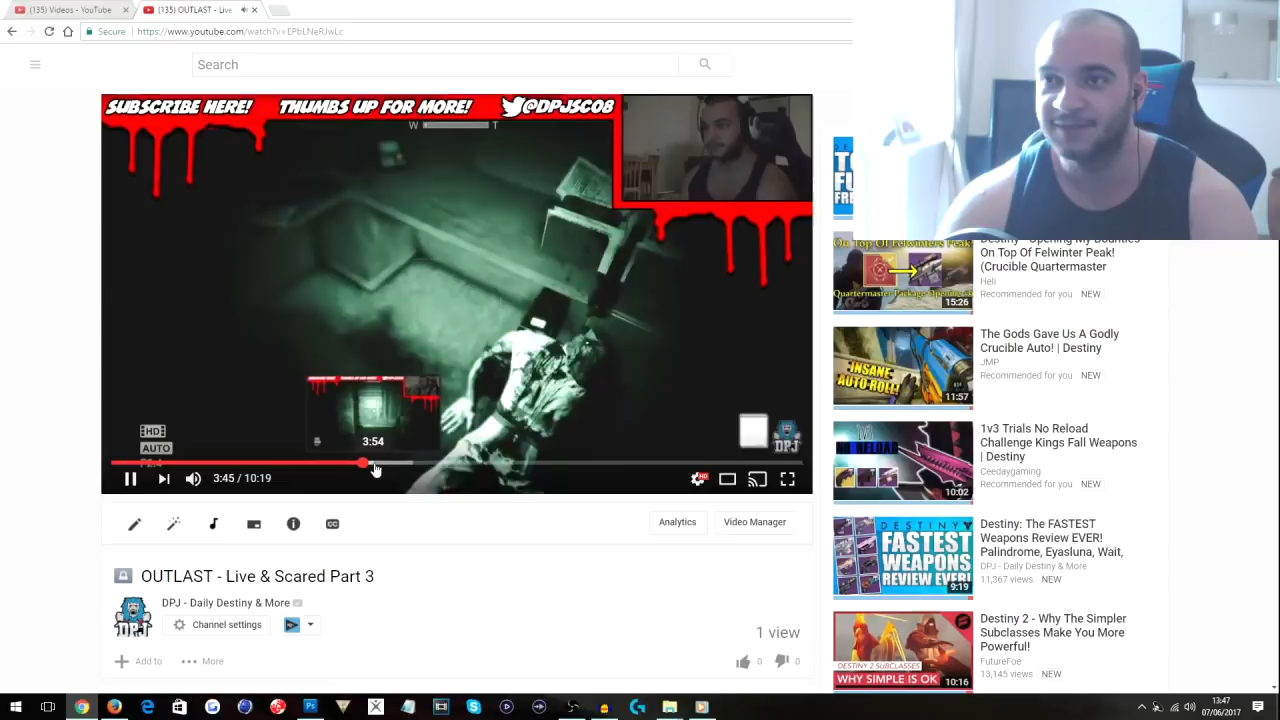 (135) Videos - YouTube
(135) OUTLAST - Live
Secure
https://www.youtube.com/watch?v=EPbLNeRJwLc
Search
SUBSCRIBE HERE!
THUMBS UP FOR MORE!
@DPJSC08
W
T
HD
AUTO
3:54
DPJ
3:45 / 10:19
HD
Analytics
Video Manager
OUTLAST - Live & Scared Part 3
DPJ - Daily Destiny & More
DPJ
Channel settings
1 view
Add to
More
0
0
Destiny - Opening My Bounties
On Top Of Felwinter Peak!
(Crucible Quartermaster
Heli
Recommended for you NEW
On Top Of Felwinters Peak!
Quartermaster Package Opening
15:26
The Gods Gave Us A Godly
Crucible Auto! | Destiny
JMP
Recommended for you NEW
INSANE
AUTO ROLL!
11:57
1v3 Trials No Reload
Challenge Kings Fall Weapons
| Destiny
Ceedaygaming
Recommended for you NEW
1V3
NO RELOAD
10:02
Destiny: The FASTEST
Weapons Review EVER!
Palindrome, Eyasluna, Wait,
DPJ - Daily Destiny & More
11,367 views NEW
DESTINY
FASTEST
WEAPONS
REVIEW EVER!
9:19
Destiny 2 - Why The Simpler
Subclasses Make You More
Powerful!
FutureFoe
13,145 views NEW
DESTINY 2 SUBCLASSES
WHY SIMPLE IS OK
10:16
13:47
07/06/2017